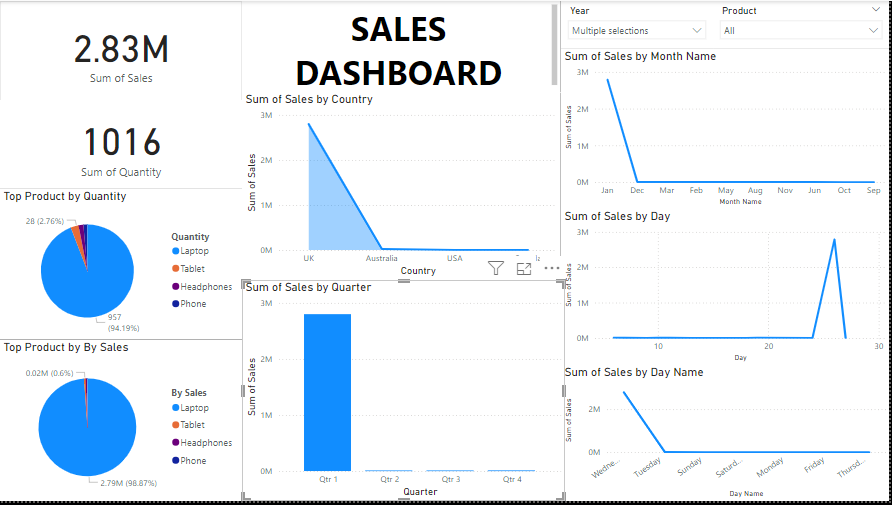 2.83M
Sum of Sales
1016
Sum of Quantity
Top Product by Quantity
28 (2.76%)
957
(94.19%)
Quantity
Laptop
Tablet
Headphones
Phone
Top Product by By Sales
0.02M (0.6%)
2.79M (98.87%)
By Sales
Laptop
Tablet
Headphones
Phone
SALES
DASHBOARD
Sum of Sales by Country
Sum of Sales
3M
2M
1M
0M
UK Australia USA
Country
Sum of Sales by Quarter
Sum of Sales
3M
2M
1M
0M
Qtr 1 Qtr 2 Qtr 3 Qtr 4
Quarter
Year
Multiple selections
Product
All
Sum of Sales by Month Name
Sum of Sales
3M
2M
1M
0M
Jan Dec Mar Feb May Aug Nov Jun Oct Sep
Month Name
Sum of Sales by Day
Sum of Sales
3M
2M
1M
0M
10 20 30
Day
Sum of Sales by Day Name
Sum of Sales
2M
0M
Wedne... Tuesday Sunday Saturd... Monday Friday Thursd...
Day Name